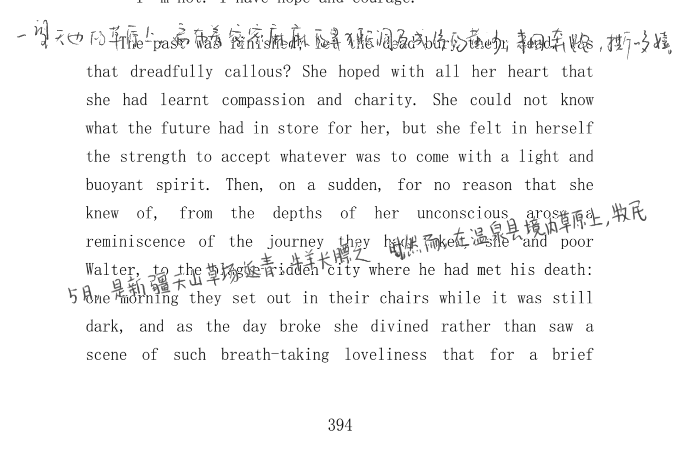 I'm not. I have hope and courage."
一望无边的草原上,
The past was finished; let the dead bury their dead. Was
that dreadfully callous? She hoped with all her heart that
she had learnt compassion and charity. She could not know
what the future had in store for her, but she felt in herself
the strength to accept whatever was to come with a light and
buoyant spirit. Then, on a sudden, for no reason that she
knew of, from the depths of her unconscious arose a
reminiscence of the journey they had taken, she and poor
在温泉县境内草原上,牧民
Walter, to the plague-ridden city where he had met his death:
5月,是新疆天山草场返青,牛羊长膘之
one morning they set out in their chairs while it was still
dark, and as the day broke she divined rather than saw a
scene of such breath-taking loveliness that for a brief
394